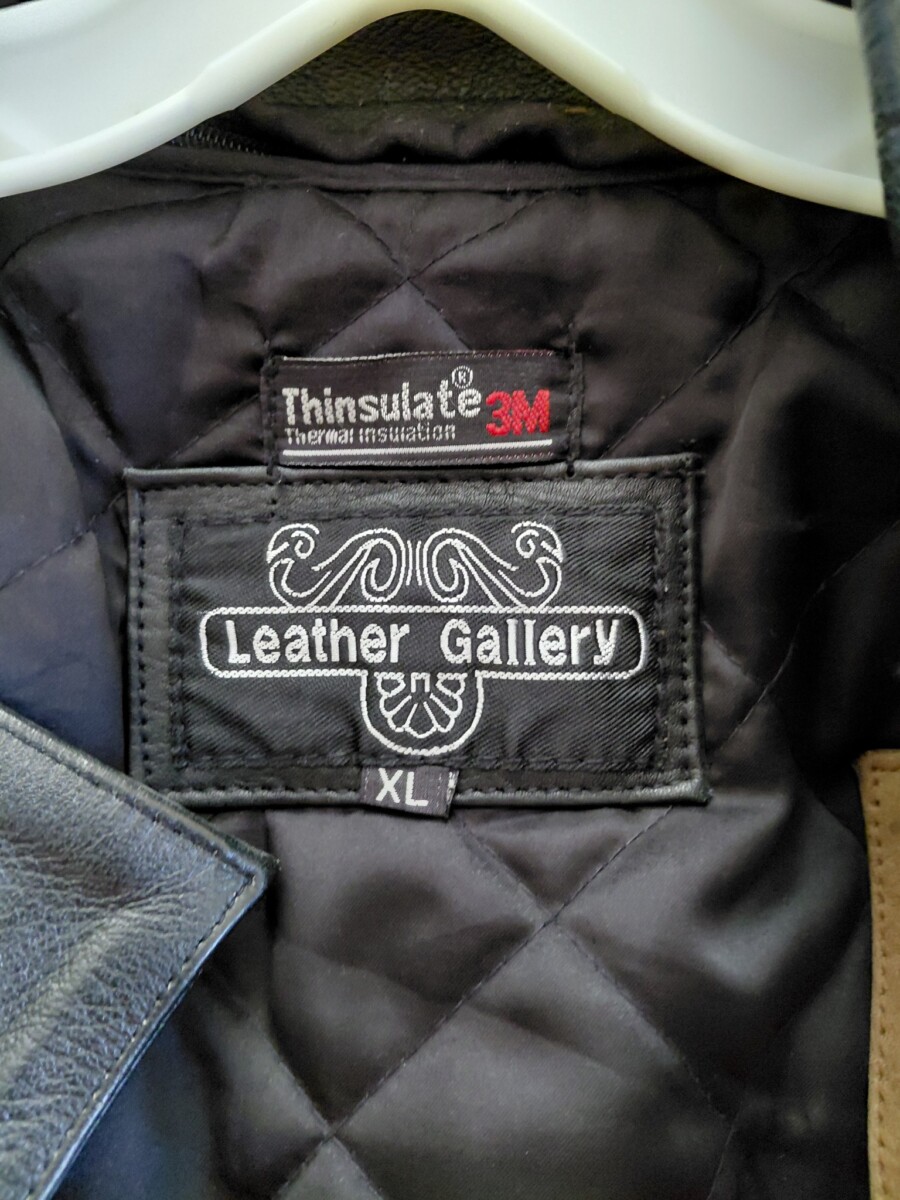 Thinsulate® 3M
Thermal Insulation
Leather Gallery
XL